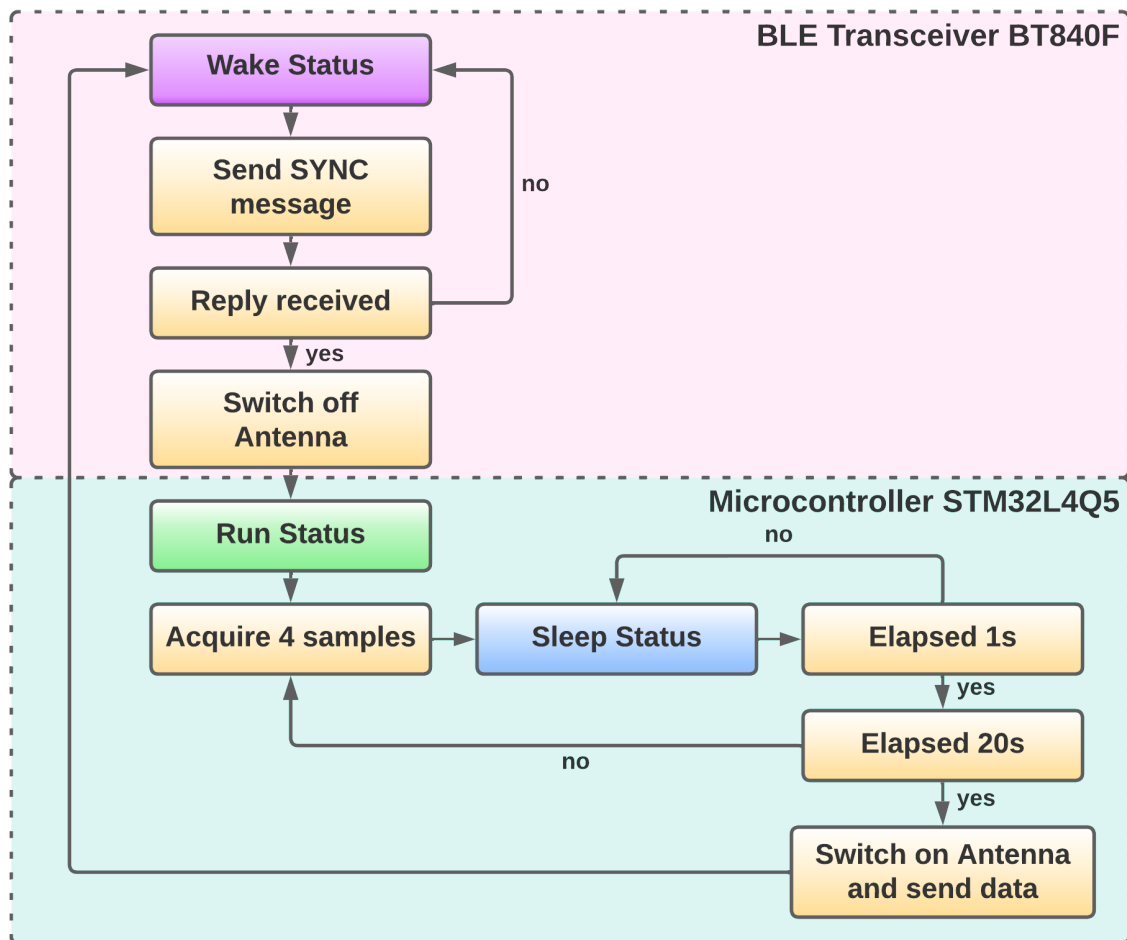 BLE Transceiver BT840F
Wake Status
Send SYNC
message
no
Reply received
yes
Switch off
Antenna
Microcontroller STM32L4Q5
Run Status
no
Acquire 4 samples
Sleep Status
Elapsed 1s
yes
Elapsed 20s
no
yes
Switch on Antenna
and send data